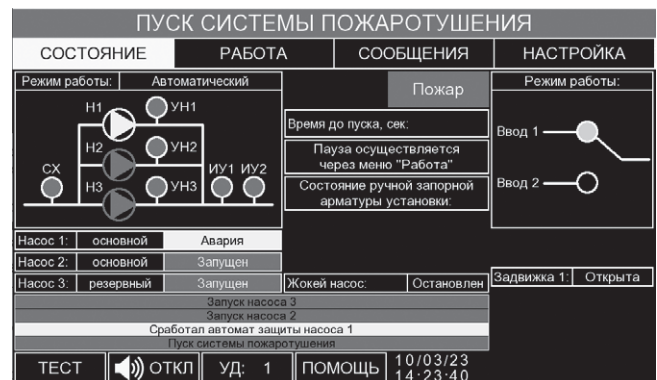 ПУСК СИСТЕМЫ ПОЖАРОТУШЕНИЯ
СОСТОЯНИЕ РАБОТА СООБЩЕНИЯ НАСТРОЙКА
Режим работы: Автоматический
Н1 УН1
Н2 УН2
СХ Н3 УН3 ИУ1 ИУ2
Пожар
Время до пуска, сек:
Пауза осуществляется
через меню "Работа"
Состояние ручной запорной
арматуры установки:
Режим работы:
Ввод 1
Ввод 2
Насос 1: основной Авария
Насос 2: основной Запущен
Насос 3: резервный Запущен
Жокей насос: Остановлен
Задвижка 1: Открыта
Запуск насоса 3
Запуск насоса 2
Сработал автомат защиты насоса 1
Пуск системы пожаротушения
ТЕСТ ОТКЛ УД: 1 ПОМОЩЬ
10/03/23
14:23:40